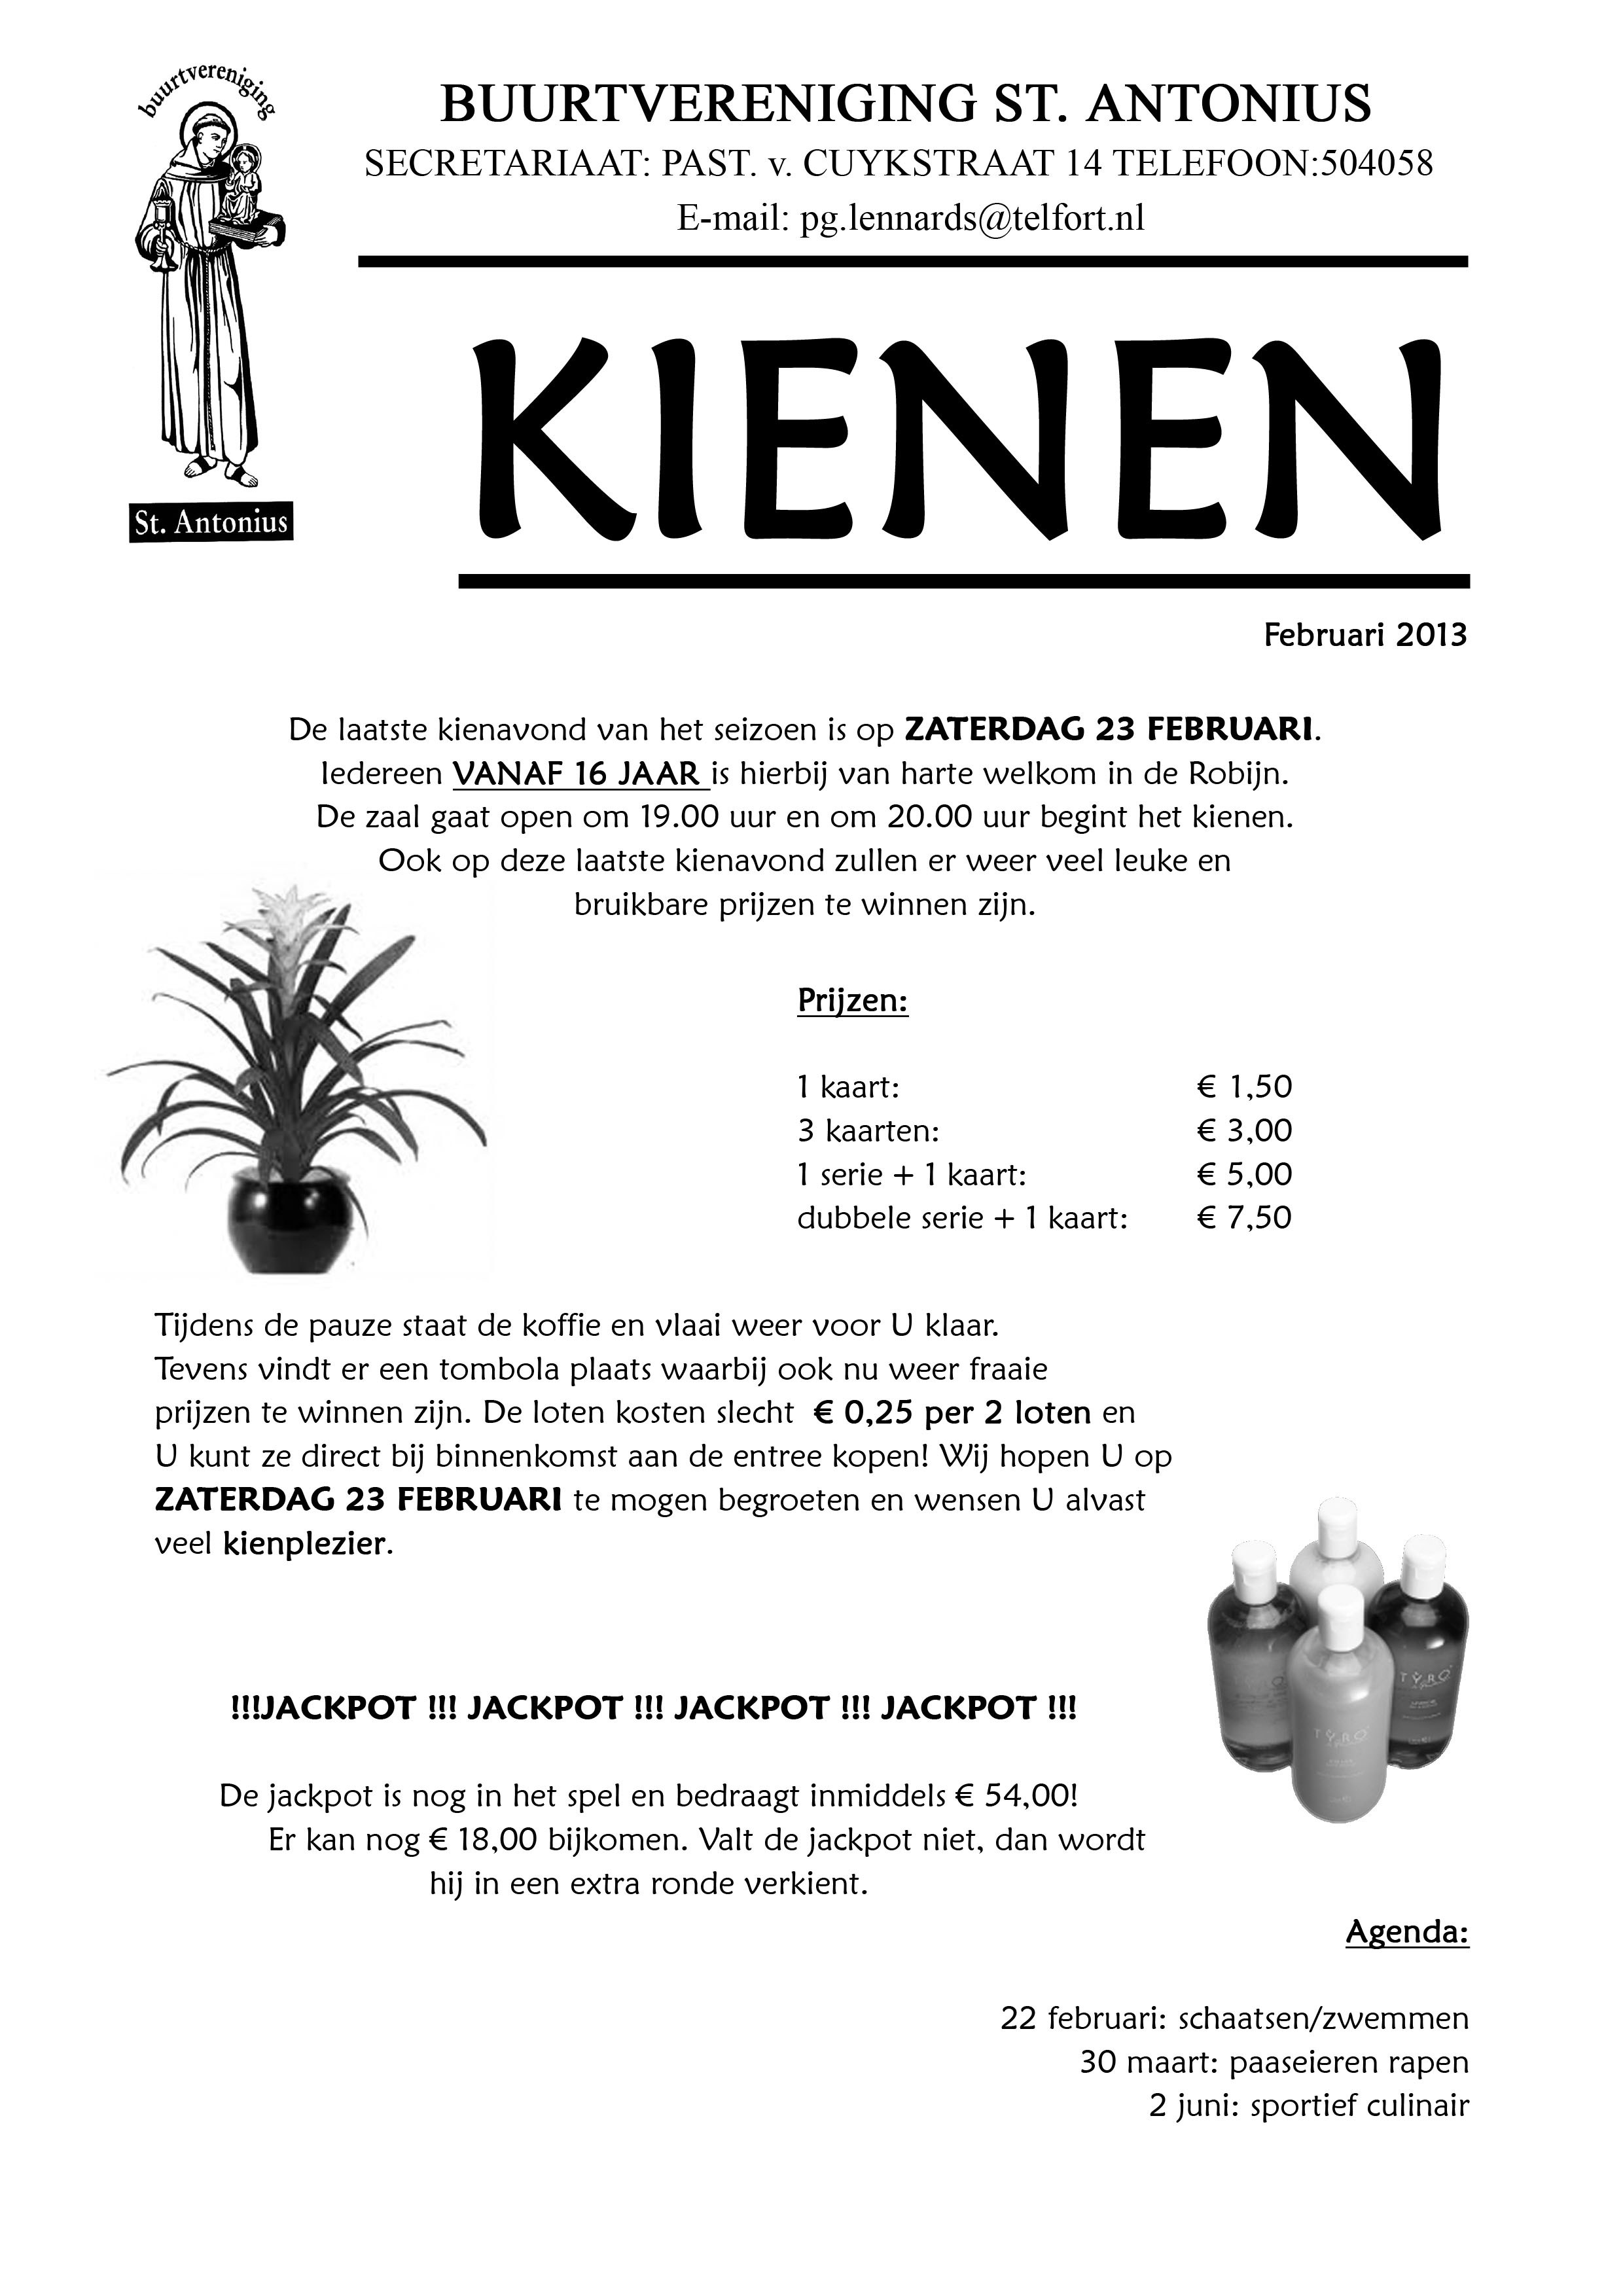 buurtvereniging
St. Antonius
BUURTVERENIGING ST. ANTONIUS
SECRETARIAAT: PAST. v. CUYKSTRAAT 14 TELEFOON:504058
E-mail: pg.lennards@telfort.nl
KIENEN
Februari 2013
De laatste kienavond van het seizoen is op ZATERDAG 23 FEBRUARI.
Iedereen VANAF 16 JAAR is hierbij van harte welkom in de Robijn.
De zaal gaat open om 19.00 uur en om 20.00 uur begint het kienen.
Ook op deze laatste kienavond zullen er weer veel leuke en
bruikbare prijzen te winnen zijn.
Prijzen:
1 kaart: € 1,50
3 kaarten: € 3,00
1 serie + 1 kaart: € 5,00
dubbele serie + 1 kaart: € 7,50
Tijdens de pauze staat de koffie en vlaai weer voor U klaar.
Tevens vindt er een tombola plaats waarbij ook nu weer fraaie
prijzen te winnen zijn. De loten kosten slecht € 0,25 per 2 loten en
U kunt ze direct bij binnenkomst aan de entree kopen! Wij hopen U op
ZATERDAG 23 FEBRUARI te mogen begroeten en wensen U alvast
veel kienplezier.
TYRO
TYRO
!!!JACKPOT !!! JACKPOT !!! JACKPOT !!! JACKPOT !!!
De jackpot is nog in het spel en bedraagt inmiddels € 54,00!
Er kan nog € 18,00 bijkomen. Valt de jackpot niet, dan wordt
hij in een extra ronde verkient.
Agenda:
22 februari: schaatsen/zwemmen
30 maart: paaseieren rapen
2 juni: sportief culinair